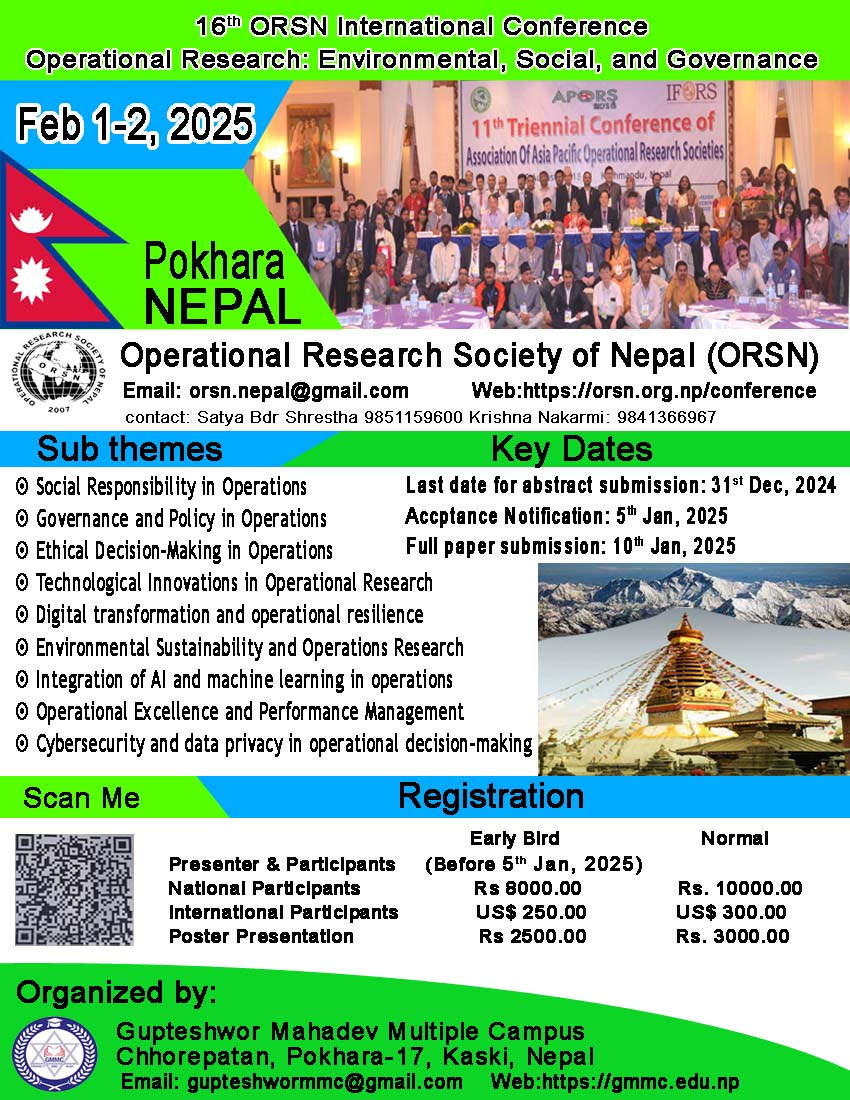 16th ORSN International Conference
Operational Research: Environmental, Social, and Governance
Feb 1-2, 2025
APORS
2018
IFORS
11th Triennial Conference of
Association Of Asia Pacific Operational Research Societies
Kathmandu, Nepal
Pokhara
NEPAL
OPERATIONAL RESEARCH SOCIETY OF NEPAL
ORSN
2007
Operational Research Society of Nepal (ORSN)
Email: orsn.nepal@gmail.com Web:https://orsn.org.np/conference
contact: Satya Bdr Shrestha 9851159600 Krishna Nakarmi: 9841366967
Sub themes
Key Dates
Social Responsibility in Operations
Governance and Policy in Operations
Ethical Decision-Making in Operations
Technological Innovations in Operational Research
Digital transformation and operational resilience
Environmental Sustainability and Operations Research
Integration of AI and machine learning in operations
Operational Excellence and Performance Management
Cybersecurity and data privacy in operational decision-making
Last date for abstract submission: 31st Dec, 2024
Accptance Notification: 5th Jan, 2025
Full paper submission: 10th Jan, 2025
Scan Me
Registration
Early Bird Normal
Presenter & Participants (Before 5th Jan, 2025)
National Participants Rs 8000.00 Rs. 10000.00
International Participants US$ 250.00 US$ 300.00
Poster Presentation Rs 2500.00 Rs. 3000.00
Organized by:
GMMC
Gupteshwor Mahadev Multiple Campus
Chhorepatan, Pokhara-17, Kaski, Nepal
Email: gupteshwormmc@gmail.com Web:https://gmmc.edu.np